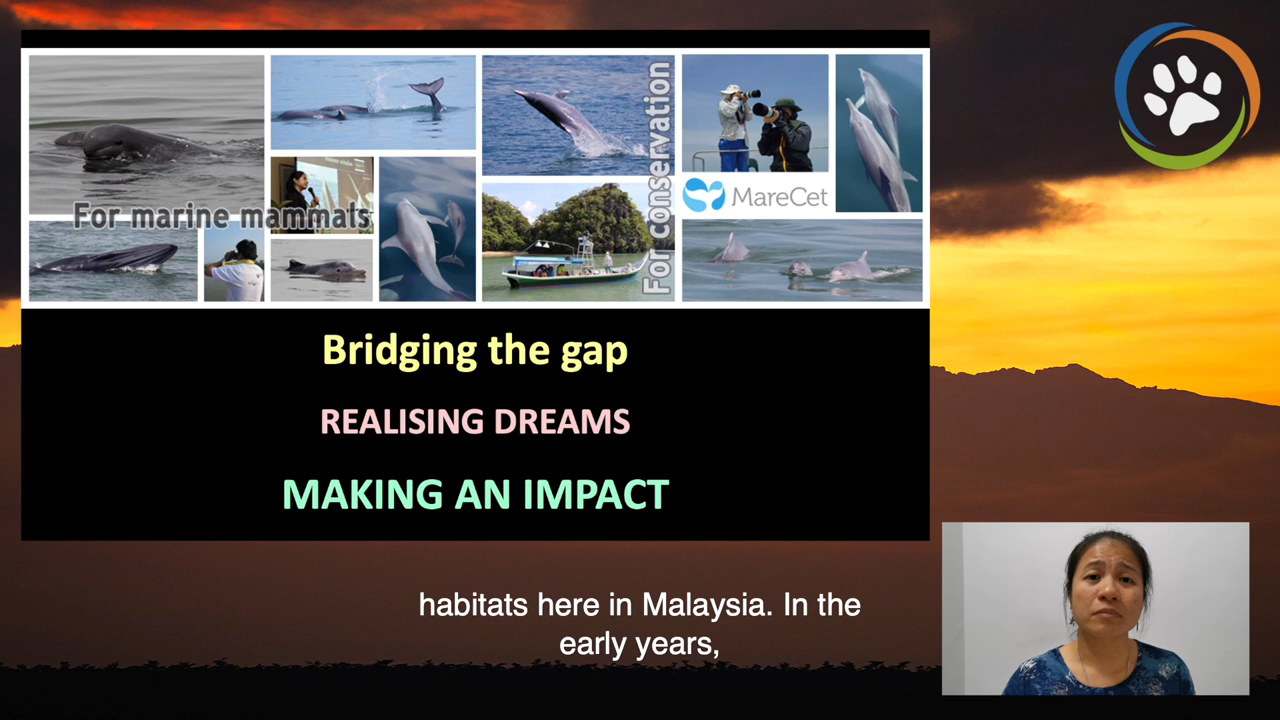 For marine mammals
For conservation
MareCet
Bridging the gap
REALISING DREAMS
MAKING AN IMPACT
habitats here in Malaysia. In the
early years,